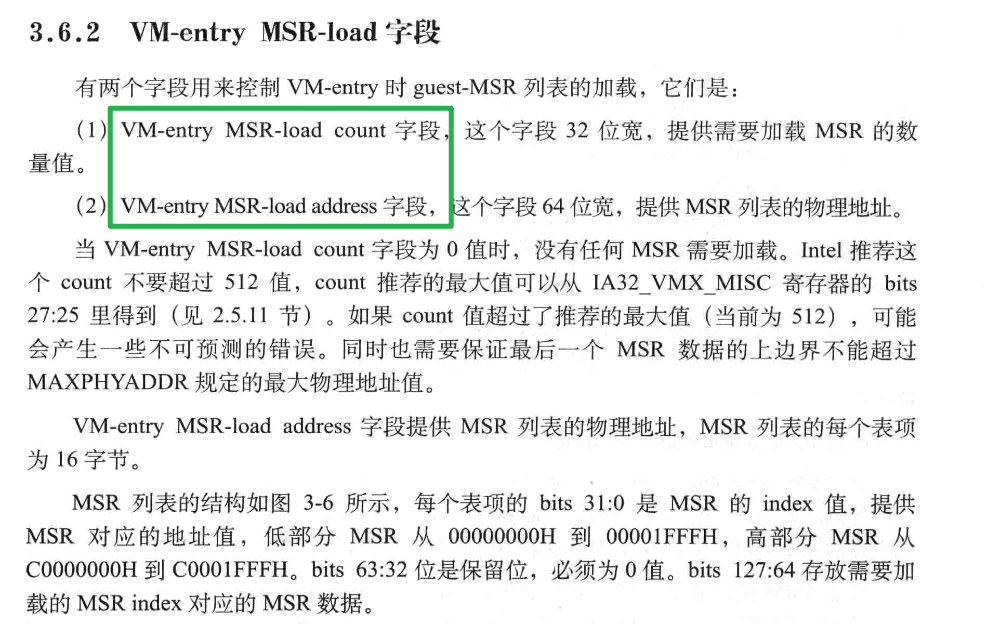 3.6.2 VM-entry MSR-load 字段
有两个字段用来控制 VM-entry 时 guest-MSR 列表的加载，它们是：
（1）VM-entry MSR-load count 字段，这个字段 32 位宽，提供需要加载 MSR 的数
量值。
（2）VM-entry MSR-load address 字段，这个字段 64 位宽，提供 MSR 列表的物理地址。
当 VM-entry MSR-load count 字段为 0 值时，没有任何 MSR 需要加载。Intel 推荐这
个 count 不要超过 512 值，count 推荐的最大值可以从 IA32_VMX_MISC 寄存器的 bits
27:25 里得到（见 2.5.11 节）。如果 count 值超过了推荐的最大值（当前为 512），可能
会产生一些不可预测的错误。同时也需要保证最后一个 MSR 数据的上边界不能超过
MAXPHYADDR 规定的最大物理地址值。
VM-entry MSR-load address 字段提供 MSR 列表的物理地址，MSR 列表的每个表项
为 16 字节。
MSR 列表的结构如图 3-6 所示，每个表项的 bits 31:0 是 MSR 的 index 值，提供
MSR 对应的地址值，低部分 MSR 从 00000000H 到 00001FFFH，高部分 MSR 从
C0000000H 到 C0001FFFH。bits 63:32 位是保留位，必须为 0 值。bits 127:64 存放需要加
载的 MSR index 对应的 MSR 数据。